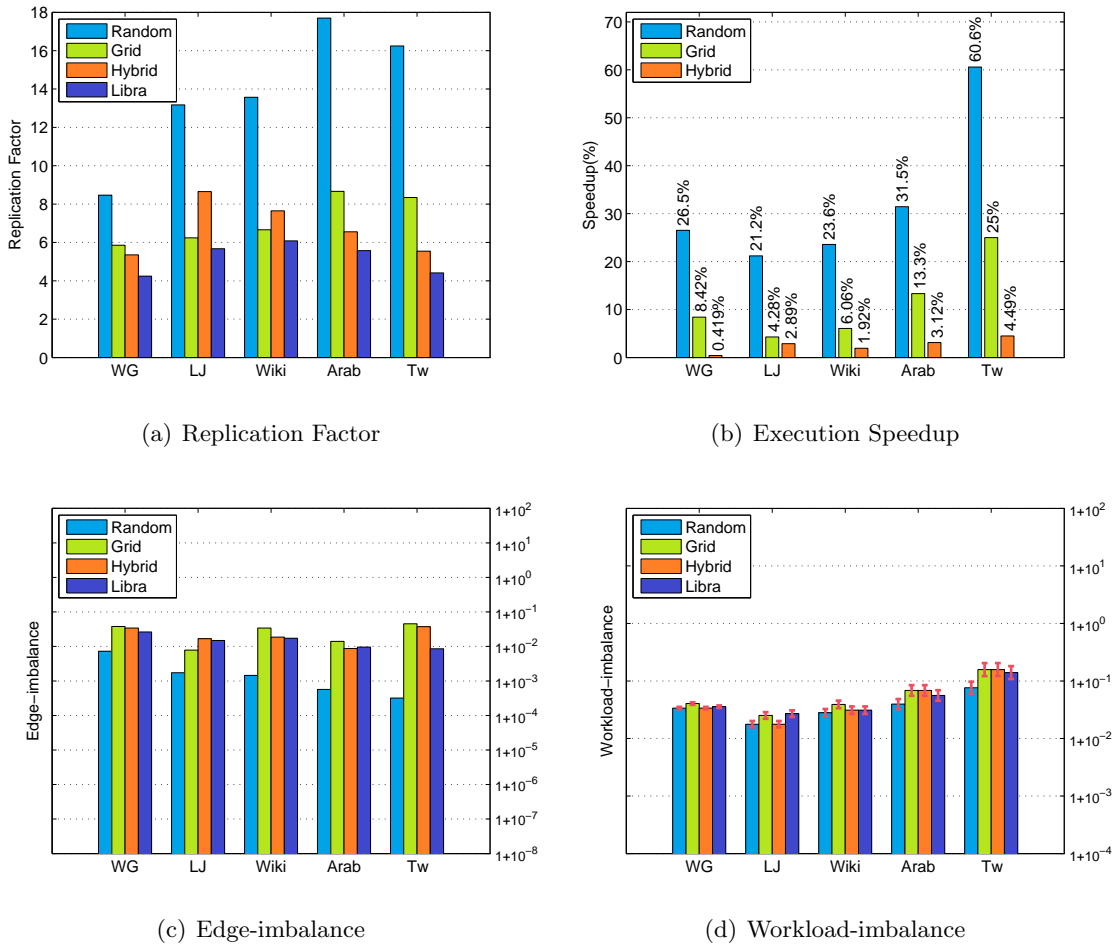 18
16
14
12
10
8
6
4
2
0
Replication Factor
Random
Grid
Hybrid
Libra
WG
LJ
Wiki
Arab
Tw
(a) Replication Factor
70
60
50
40
30
20
10
0
Speedup(%)
Random
Grid
Hybrid
26.5%
8.42%
0.419%
21.2%
4.28%
2.89%
23.6%
6.06%
1.92%
31.5%
13.3%
3.12%
60.6%
25%
4.49%
WG
LJ
Wiki
Arab
Tw
(b) Execution Speedup
Edge−imbalance
Random
Grid
Hybrid
Libra
1+10^2
1+10^1
1+10^0
1+10^−1
1+10^−2
1+10^−3
1+10^−4
1+10^−5
1+10^−6
1+10^−7
1+10^−8
WG
LJ
Wiki
Arab
Tw
(c) Edge-imbalance
Workload−imbalance
Random
Grid
Hybrid
Libra
1+10^2
1+10^1
1+10^0
1+10^−1
1+10^−2
1+10^−3
1+10^−4
WG
LJ
Wiki
Arab
Tw
(d) Workload-imbalance